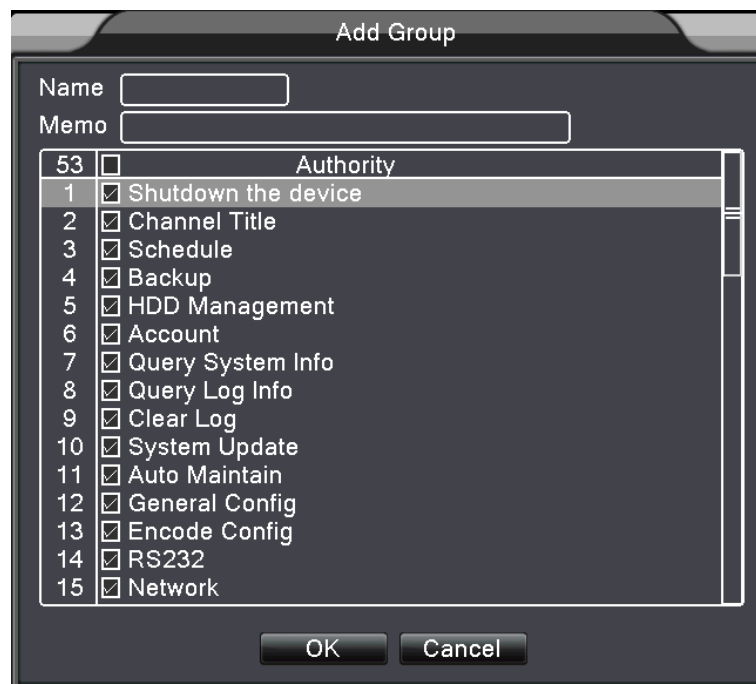 Add Group
Name
Memo
53 Authority
1 Shutdown the device
2 Channel Title
3 Schedule
4 Backup
5 HDD Management
6 Account
7 Query System Info
8 Query Log Info
9 Clear Log
10 System Update
11 Auto Maintain
12 General Config
13 Encode Config
14 RS232
15 Network
OK Cancel